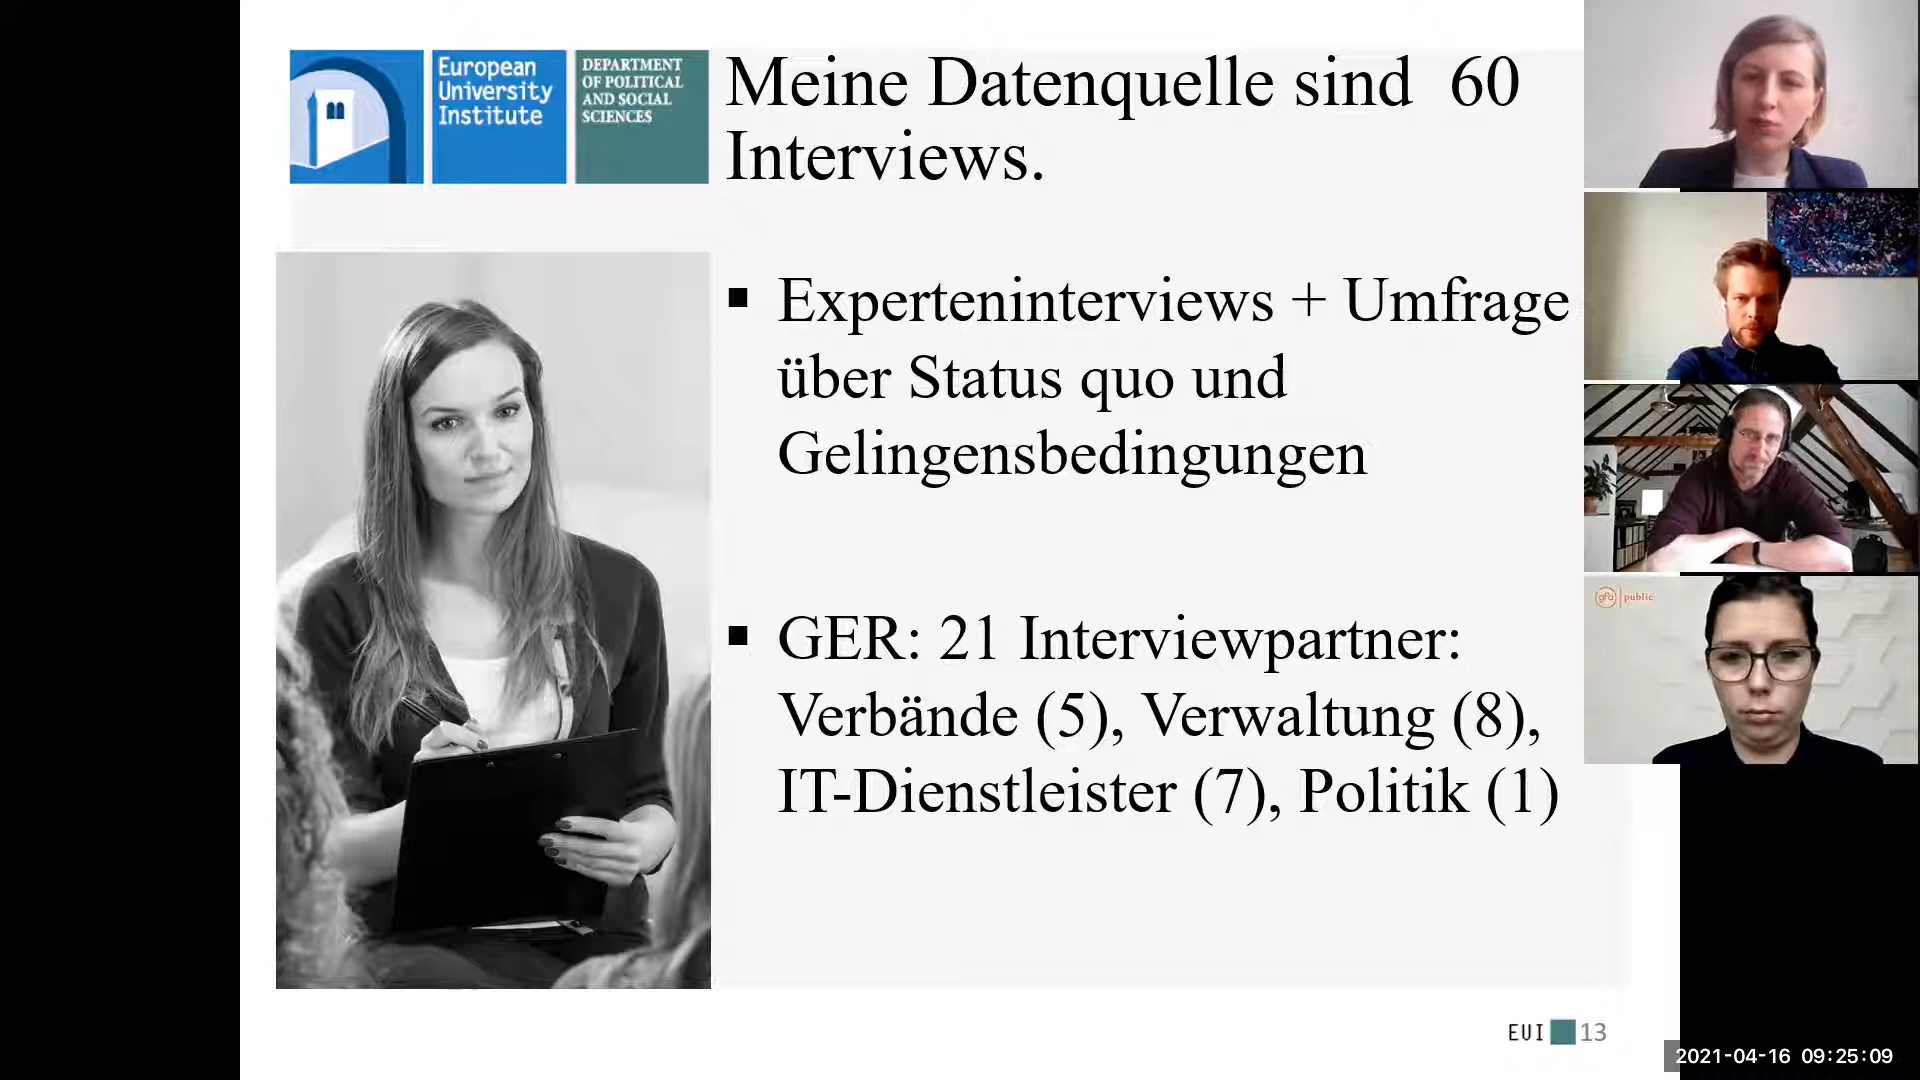 European
University
Institute
DEPARTMENT
OF POLITICAL
AND SOCIAL
SCIENCES
Meine Datenquelle sind 60
Interviews.
▪ Experteninterviews + Umfrage
über Status quo und
Gelingensbedingungen
▪ GER: 21 Interviewpartner:
Verbände (5), Verwaltung (8),
IT-Dienstleister (7), Politik (1)
gfa | public
EUI 13
2021-04-16 09:25:09